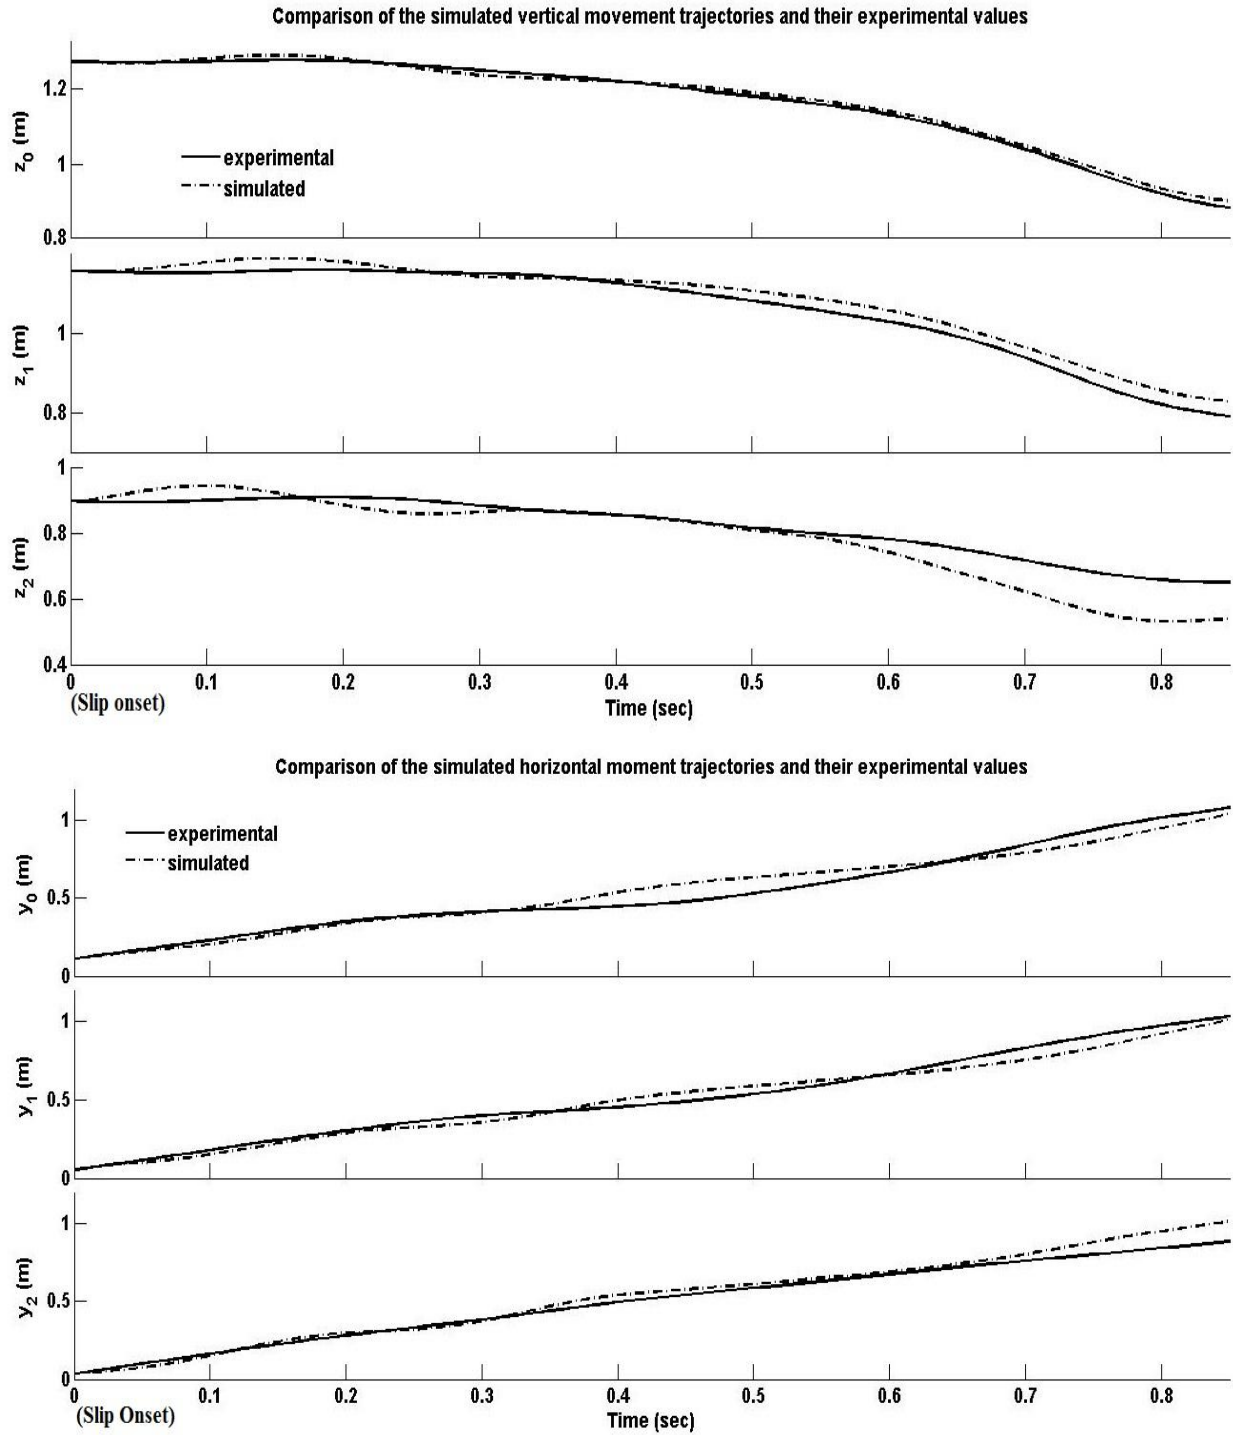 Comparison of the simulated vertical movement trajectories and their experimental values
1.2
1
0.8
z0 (m)
experimental
simulated
1
0.8
z1 (m)
1
0.8
0.6
0.4
z2 (m)
0 0.1 0.2 0.3 0.4 0.5 0.6 0.7 0.8
(Slip onset)
Time (sec)
Comparison of the simulated horizontal moment trajectories and their experimental values
1
0.5
0
y0 (m)
experimental
simulated
1
0.5
0
y1 (m)
1
0.5
0
y2 (m)
0 0.1 0.2 0.3 0.4 0.5 0.6 0.7 0.8
(Slip Onset)
Time (sec)